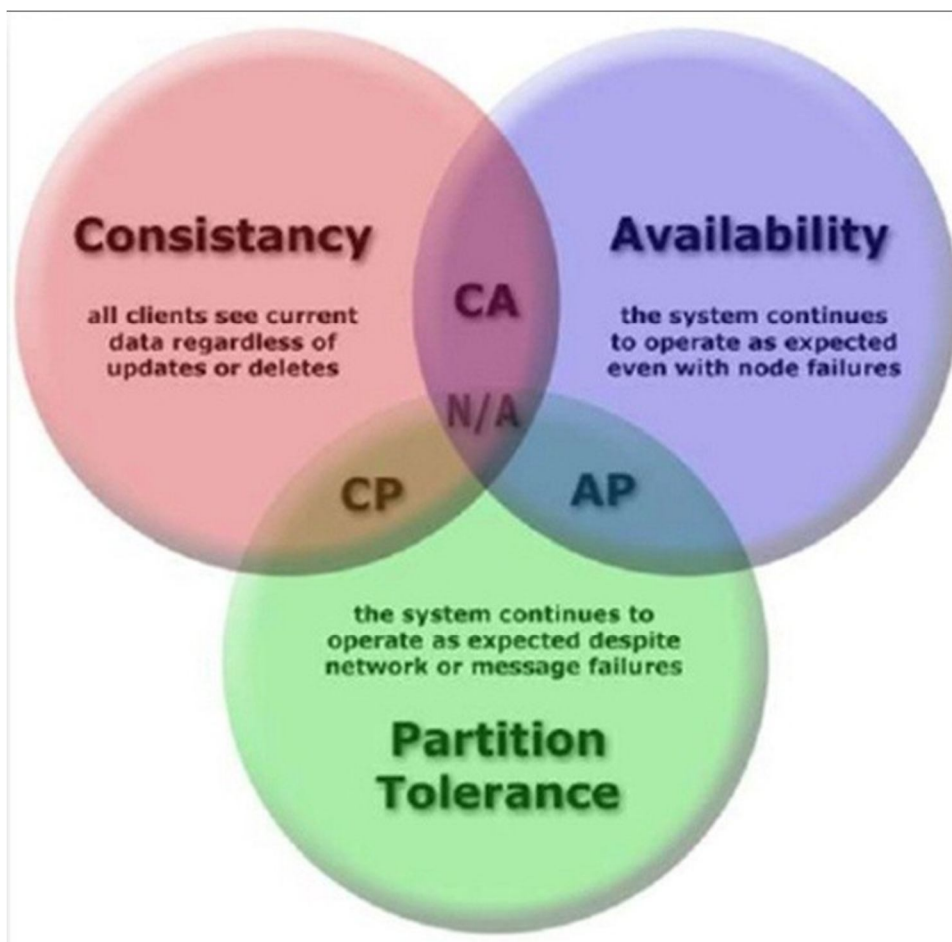 Consistancy
all clients see current
data regardless of
updates or deletes
Availability
the system continues
to operate as expected
even with node failures
CA
N/A
CP
AP
the system continues to
operate as expected despite
network or message failures
Partition
Tolerance